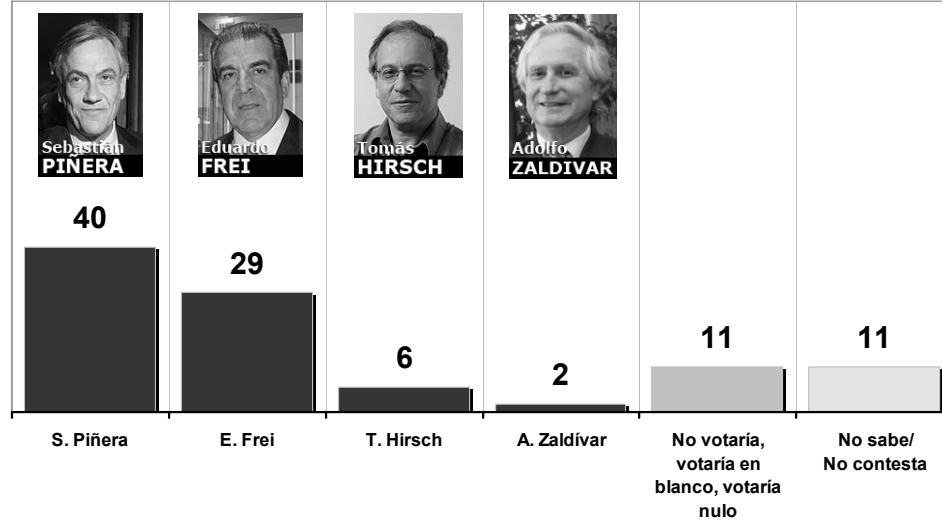 Sebastián
PIÑERA
Eduardo
FREI
Tomás
HIRSCH
Adolfo
ZALDIVAR
40
29
6
2
11
11
S. Piñera
E. Frei
T. Hirsch
A. Zaldívar
No votaría,
votaría en
blanco, votaría
nulo
No sabe/
No contesta